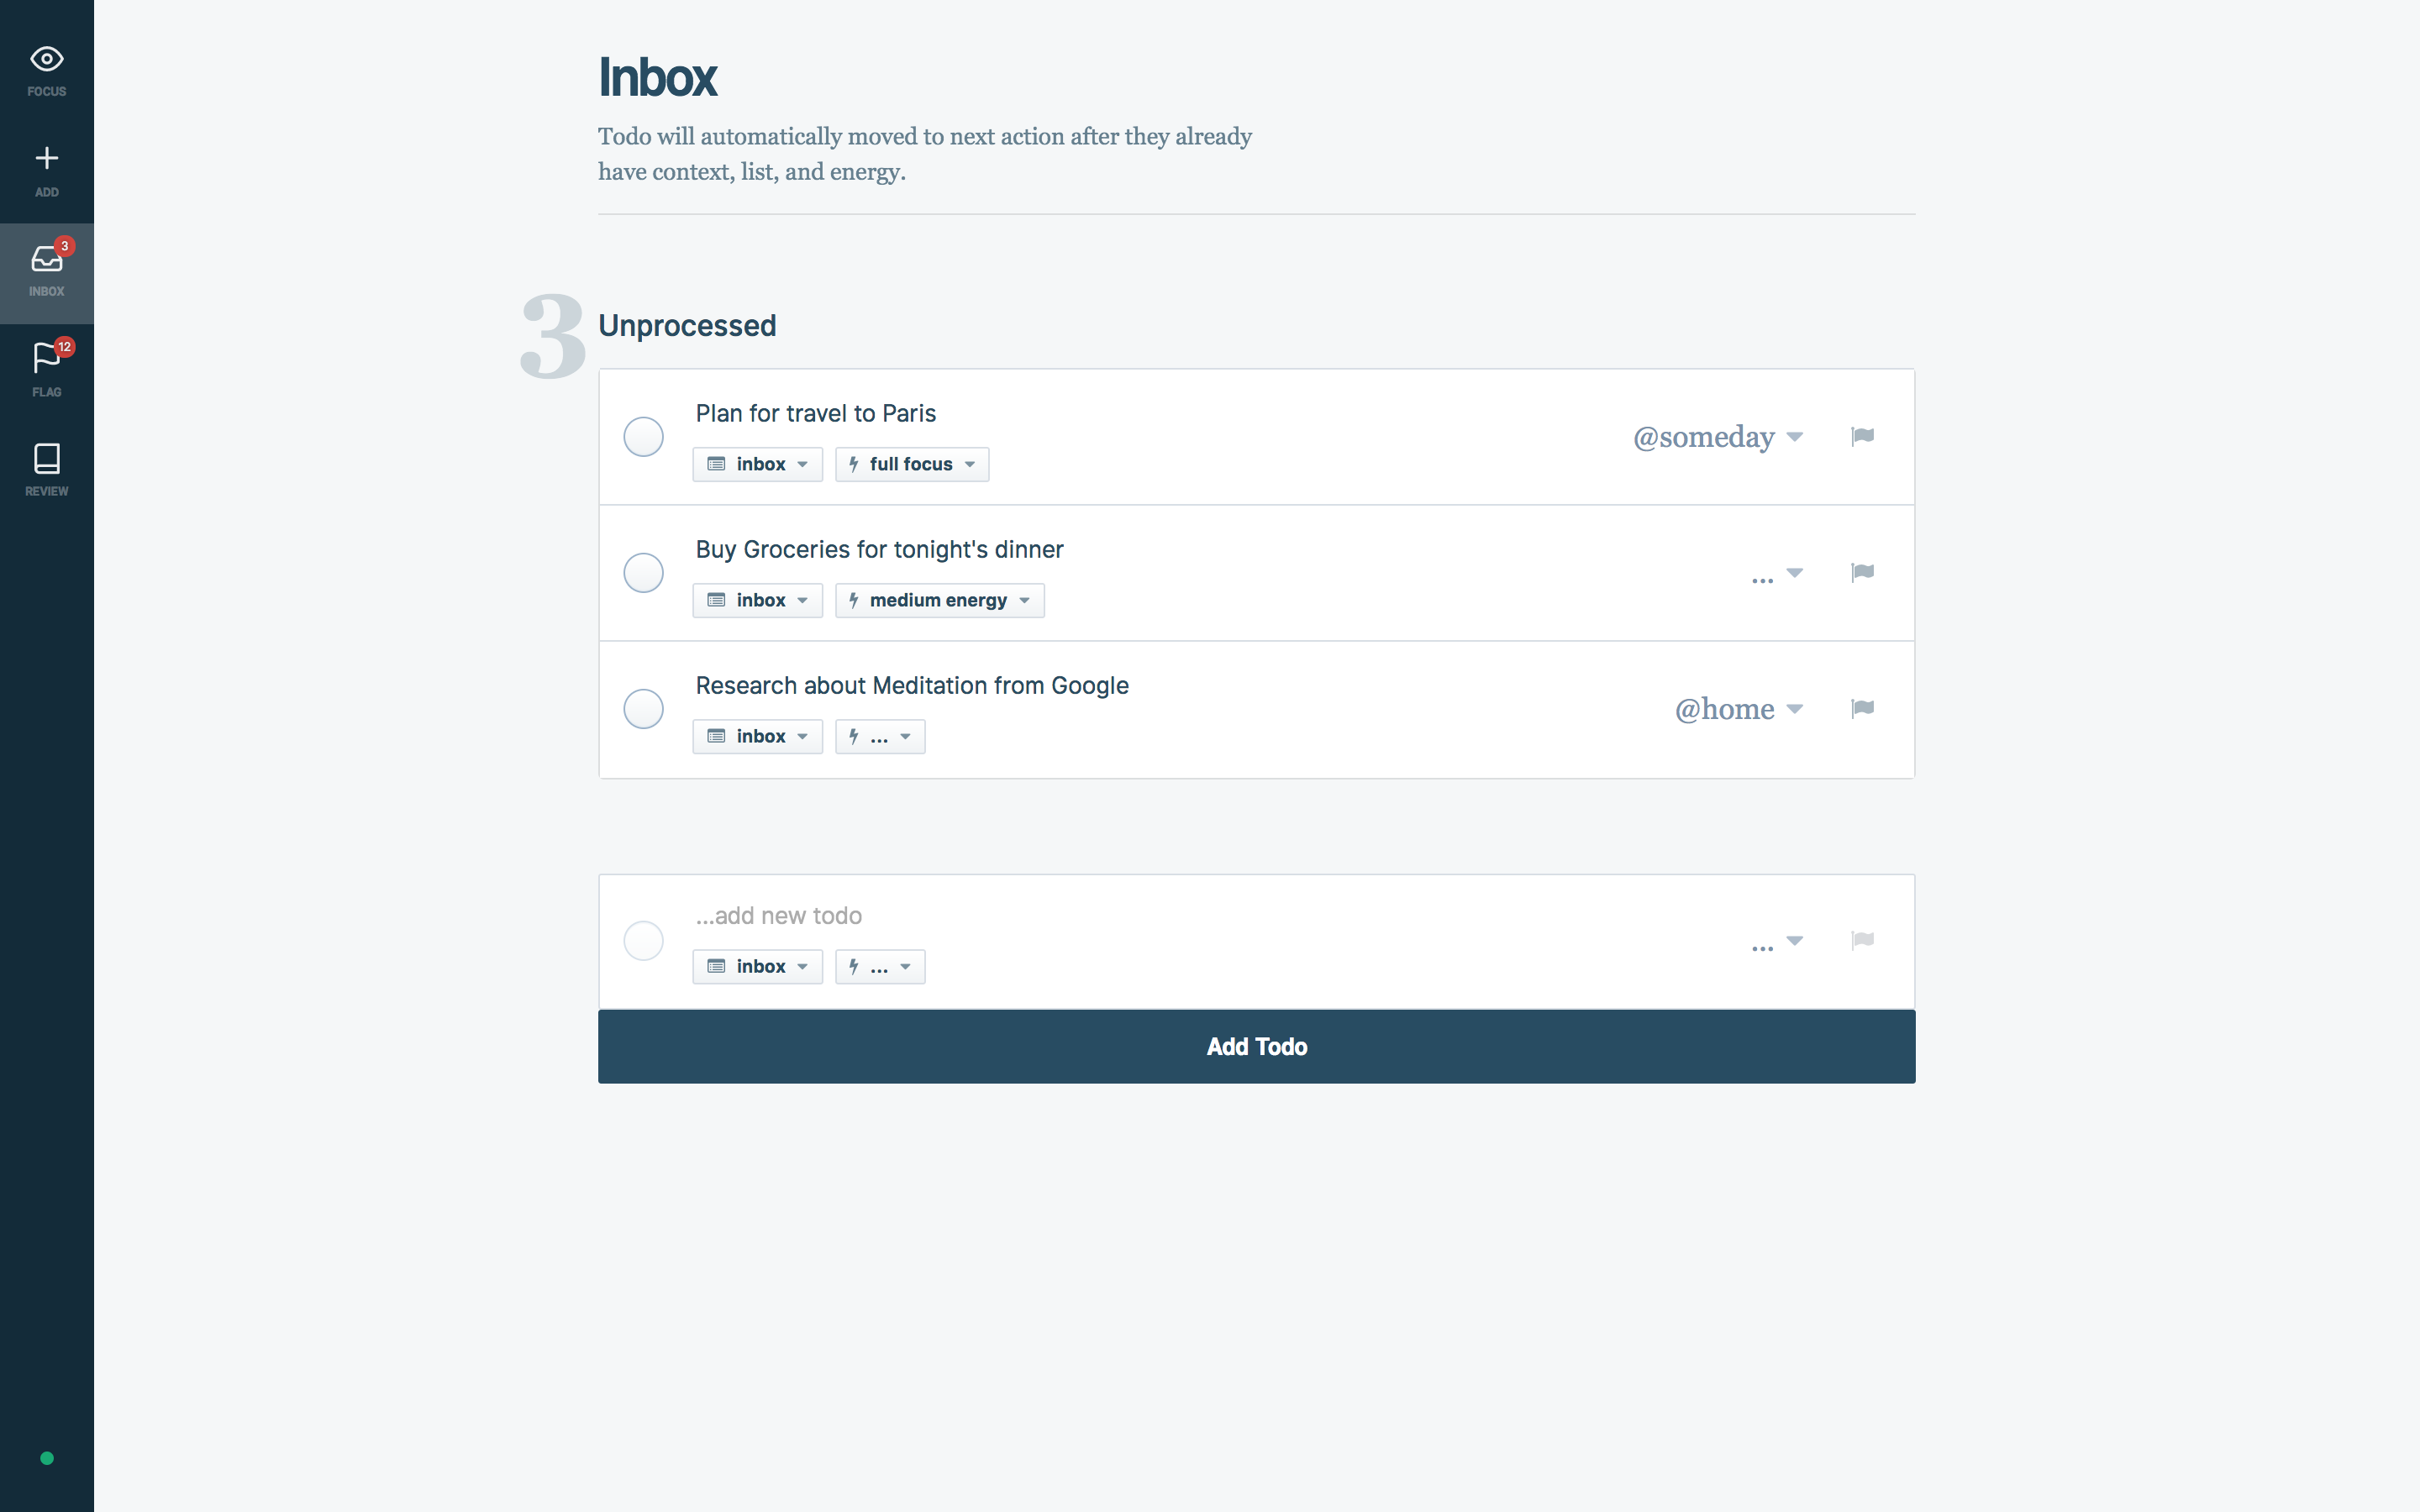 FOCUS
ADD
3
INBOX
12
FLAG
REVIEW
Inbox
Todo will automatically moved to next action after they already
have context, list, and energy.
3 Unprocessed
Plan for travel to Paris
inbox full focus
@someday
Buy Groceries for tonight's dinner
inbox medium energy
...
Research about Meditation from Google
inbox ...
@home
...add new todo
inbox ...
...
Add Todo